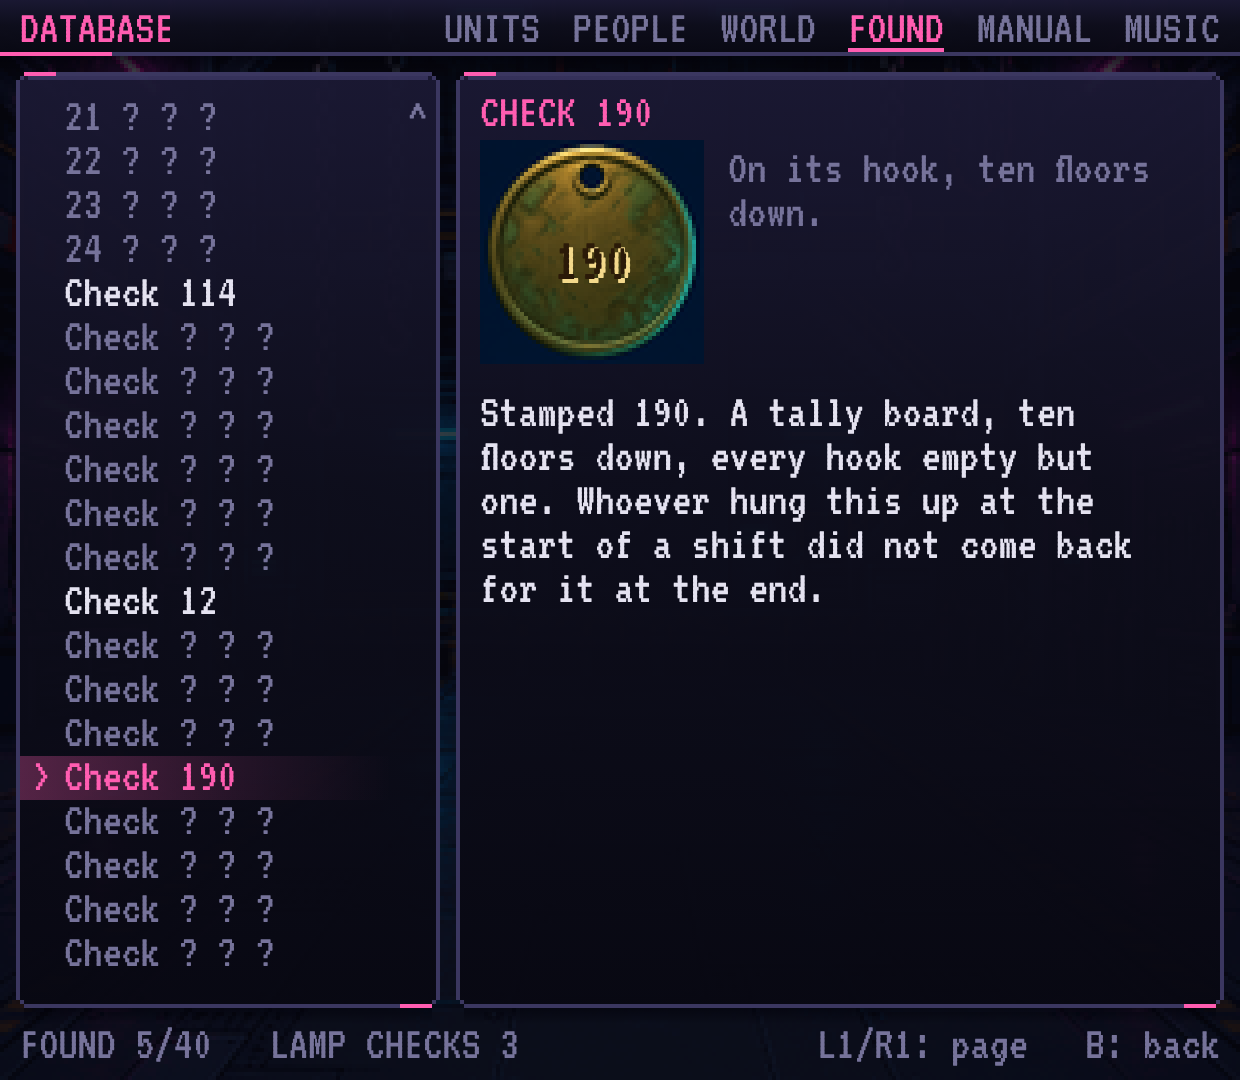 DATABASE UNITS PEOPLE WORLD FOUND MANUAL MUSIC
21 ? ? ? ^
22 ? ? ?
23 ? ? ?
24 ? ? ?
Check 114
Check ? ? ?
Check ? ? ?
Check ? ? ?
Check ? ? ?
Check ? ? ?
Check ? ? ?
Check 12
Check ? ? ?
Check ? ? ?
Check ? ? ?
> Check 190
Check ? ? ?
Check ? ? ?
Check ? ? ?
Check ? ? ?
CHECK 190
190
On its hook, ten floors
down.
Stamped 190. A tally board, ten
floors down, every hook empty but
one. Whoever hung this up at the
start of a shift did not come back
for it at the end.
FOUND 5/40 LAMP CHECKS 3 L1/R1: page B: back